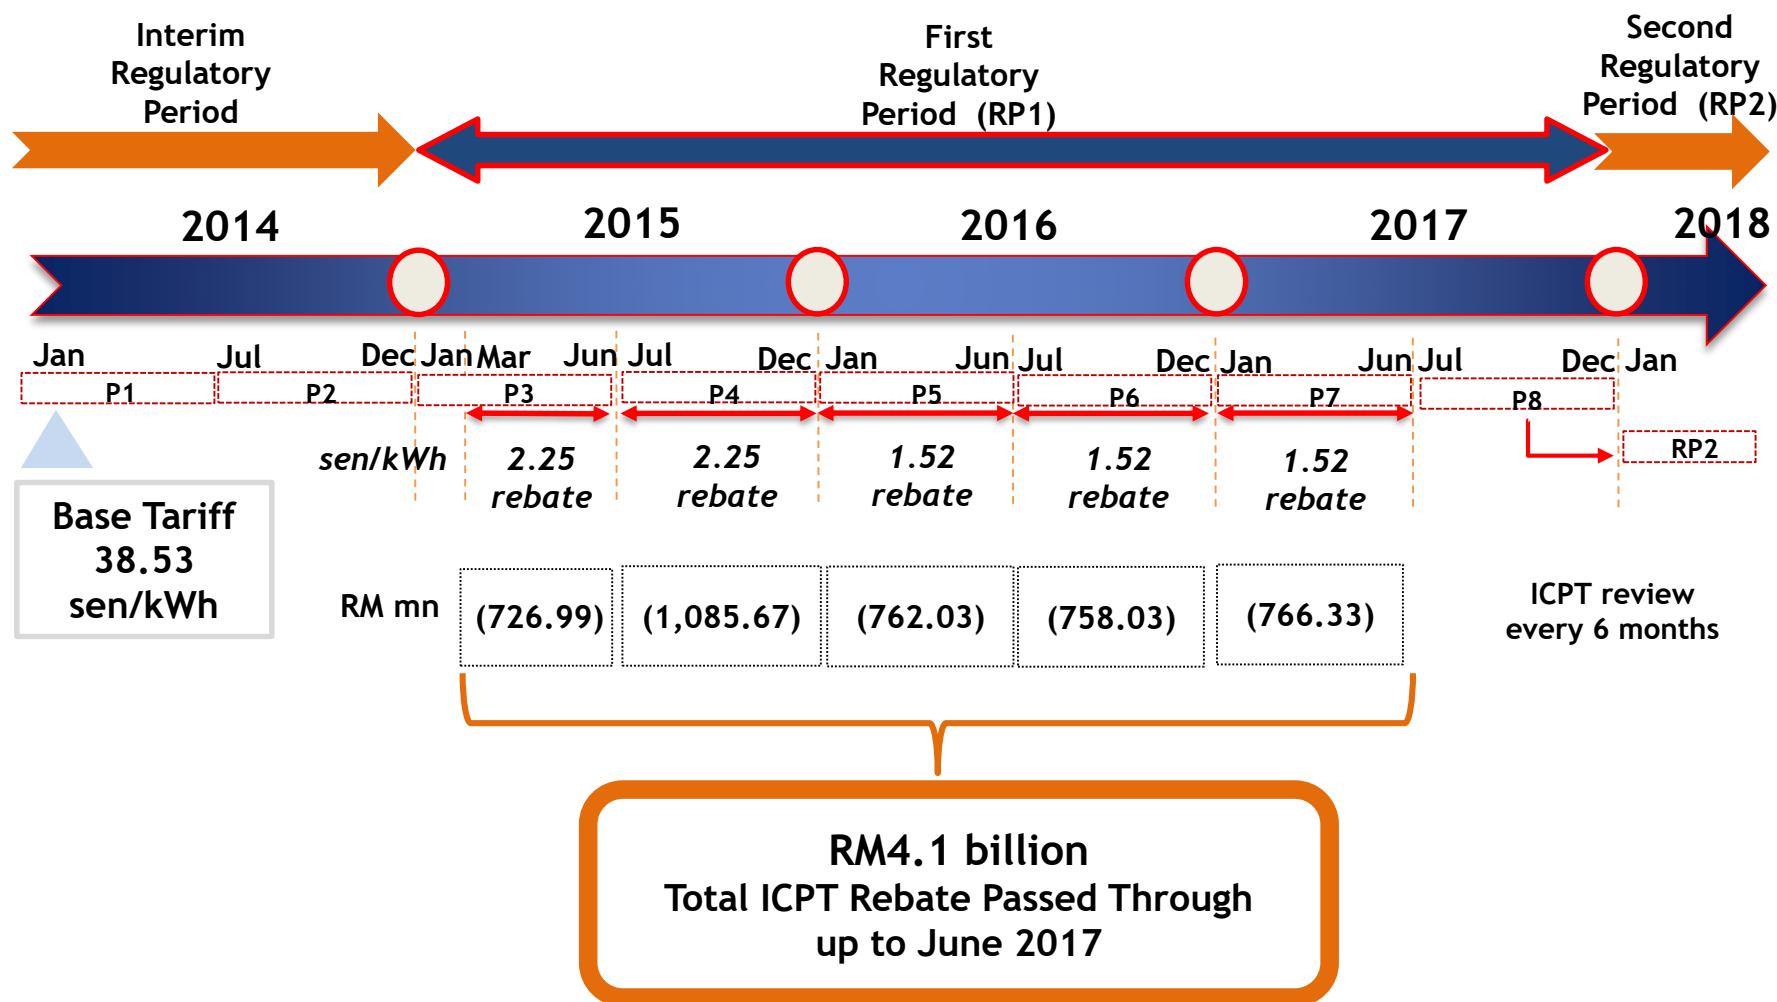 Interim
Regulatory
Period
First
Regulatory
Period (RP1)
Second
Regulatory
Period (RP2)
2014
2015
2016
2017
2018
Jan
Jul
Dec
Jan
Mar
Jun
Jul
Dec
Jan
Jun
Jul
Dec
Jan
Jun
Jul
Dec
Jan
P1
P2
P3
P4
P5
P6
P7
P8
RP2
sen/kWh
2.25
rebate
2.25
rebate
1.52
rebate
1.52
rebate
1.52
rebate
Base Tariff
38.53
sen/kWh
RM mn
(726.99)
(1,085.67)
(762.03)
(758.03)
(766.33)
ICPT review
every 6 months
RM4.1 billion
Total ICPT Rebate Passed Through
up to June 2017